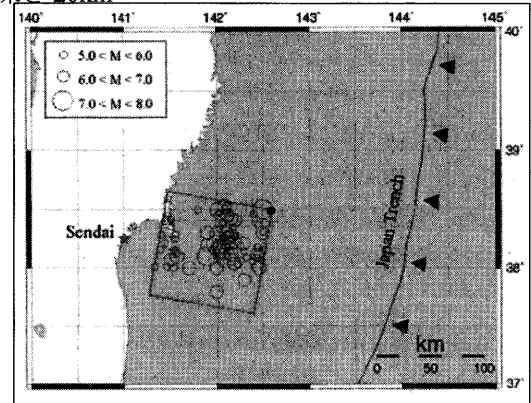 140˚ 141˚ 142˚ 143˚ 144˚ 145˚
40˚
5.0 < M < 6.0
6.0 < M < 7.0
7.0 < M < 8.0
39˚
Sendai
Japan Trench
38˚
km
0 50 100
37˚